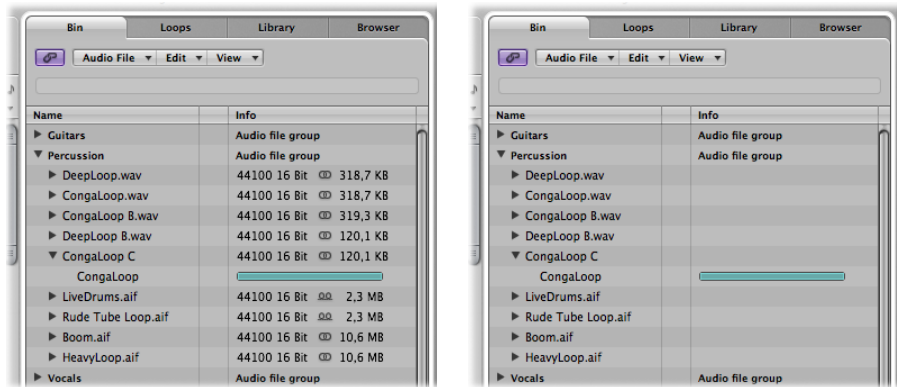 Bin Loops Library Browser
Audio File Edit View
Name Info
Guitars Audio file group
Percussion Audio file group
DeepLoop.wav 44100 16 Bit 318,7 KB
CongaLoop.wav 44100 16 Bit 318,7 KB
CongaLoop B.wav 44100 16 Bit 319,3 KB
DeepLoop B.wav 44100 16 Bit 120,1 KB
CongaLoop C 44100 16 Bit 120,1 KB
CongaLoop
LiveDrums.aif 44100 16 Bit 2,3 MB
Rude Tube Loop.aif 44100 16 Bit 2,3 MB
Boom.aif 44100 16 Bit 10,6 MB
HeavyLoop.aif 44100 16 Bit 10,6 MB
Vocals Audio file group
Bin Loops Library Browser
Audio File Edit View
Name Info
Guitars Audio file group
Percussion Audio file group
DeepLoop.wav
CongaLoop.wav
CongaLoop B.wav
DeepLoop B.wav
CongaLoop C
CongaLoop
LiveDrums.aif
Rude Tube Loop.aif
Boom.aif
HeavyLoop.aif
Vocals Audio file group